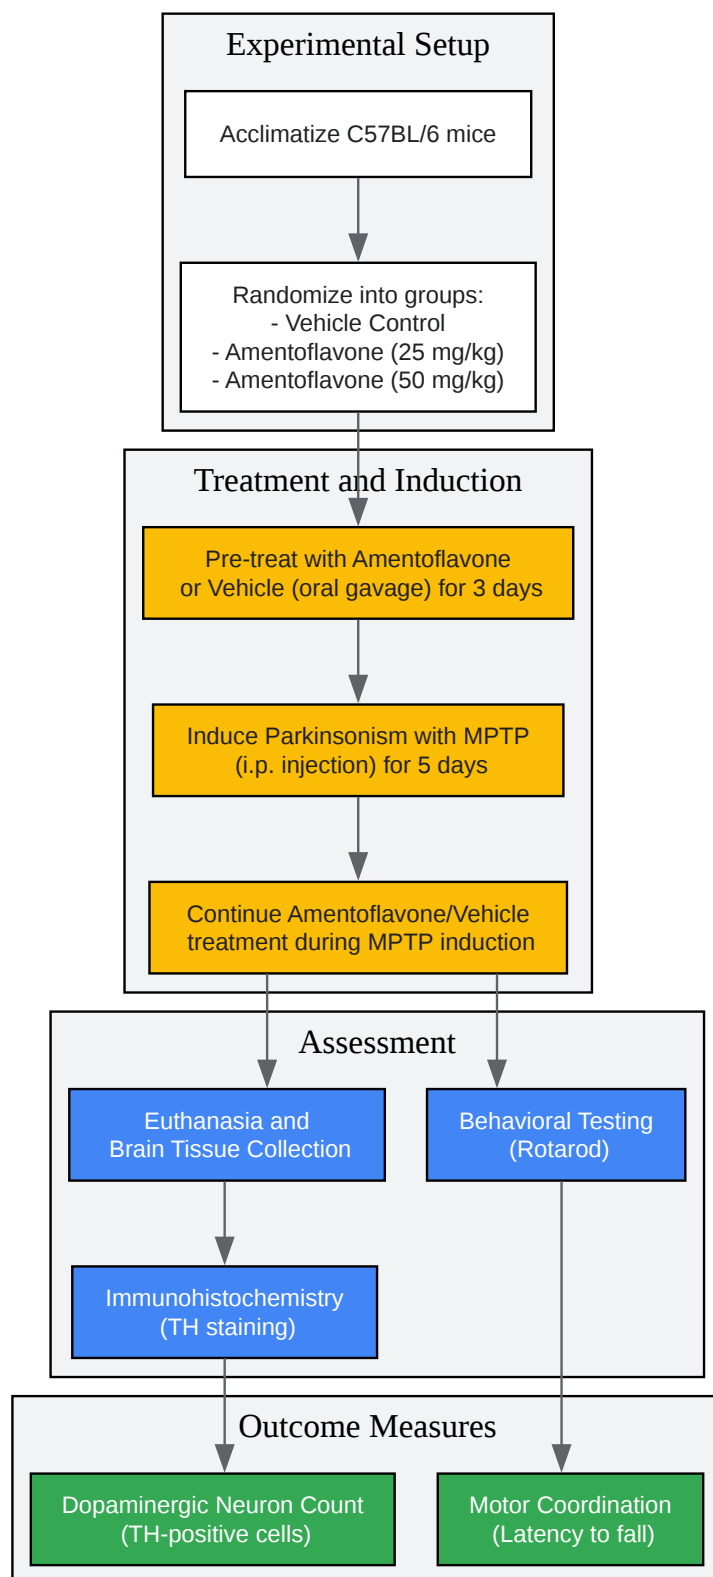 Experimental Setup
Acclimatize C57BL/6 mice
Randomize into groups:
- Vehicle Control
- Amentoflavone (25 mg/kg)
- Amentoflavone (50 mg/kg)
Treatment and Induction
Pre-treat with Amentoflavone
or Vehicle (oral gavage) for 3 days
Induce Parkinsonism with MPTP
(i.p. injection) for 5 days
Continue Amentoflavone/Vehicle
treatment during MPTP induction
Assessment
Euthanasia and
Brain Tissue Collection
Behavioral Testing
(Rotarod)
Immunohistochemistry
(TH staining)
Outcome Measures
Dopaminergic Neuron Count
(TH-positive cells)
Motor Coordination
(Latency to fall)